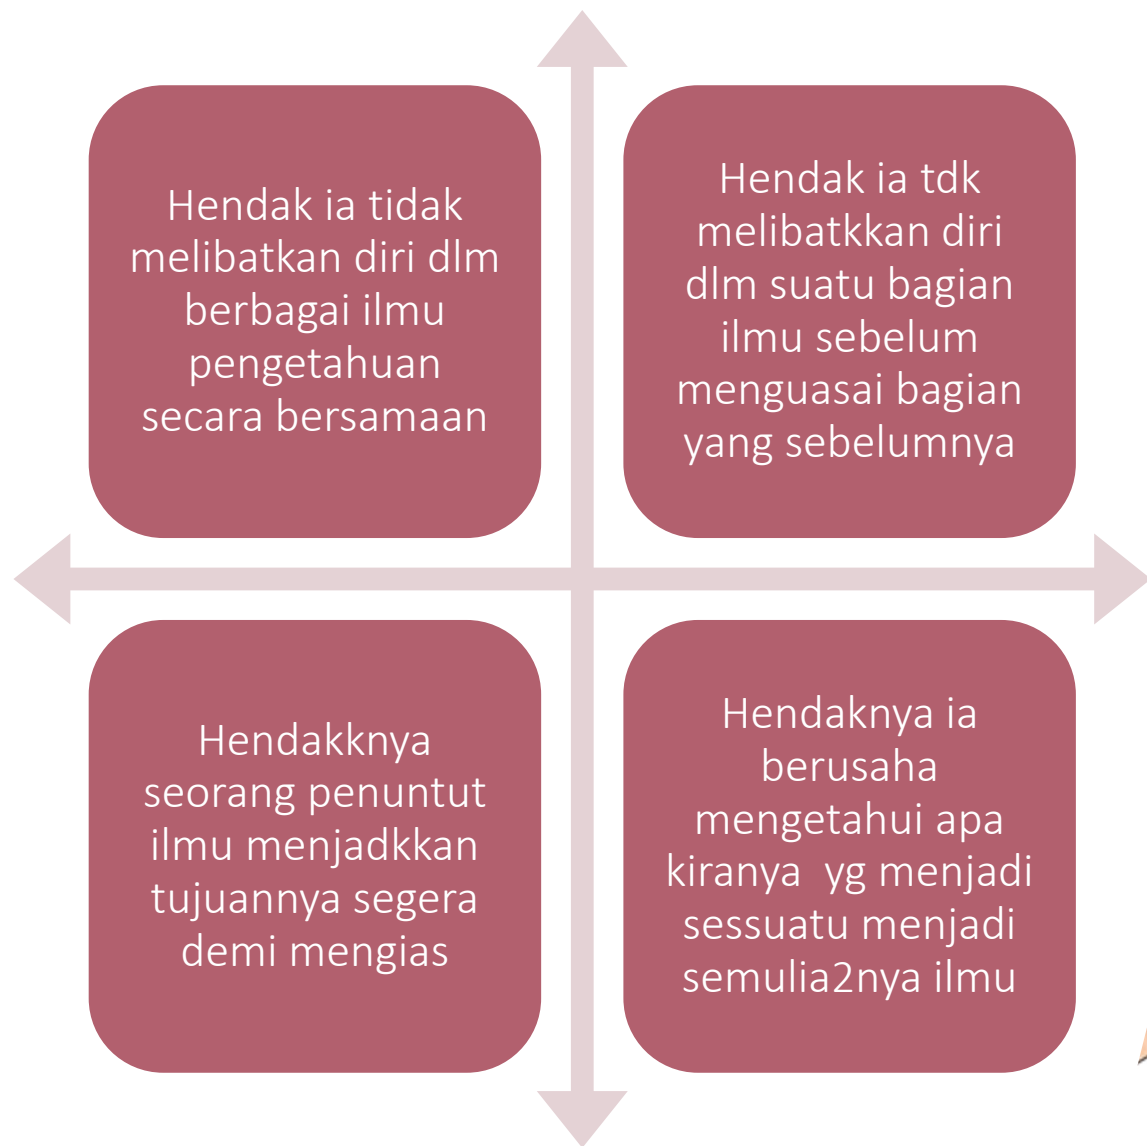 Hendak ia tidak
melibatkan diri dlm
berbagai ilmu
pengetahuan
secara bersamaan
Hendak ia tdk
melibatkkan diri
dlm suatu bagian
ilmu sebelum
menguasai bagian
yang sebelumnya
Hendakknya
seorang penuntut
ilmu menjadkkan
tujuannya segera
demi mengias
Hendaknya ia
berusaha
mengetahui apa
kiranya  yg menjadi
sessuatu menjadi
semulia2nya ilmu